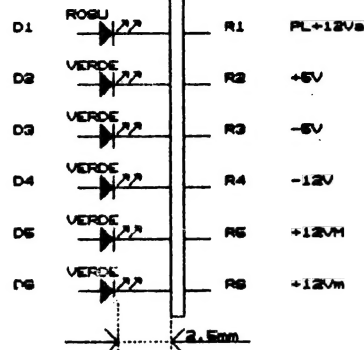 ROSU
D1 R1 PL+12Va
VERDE
D2 R2 +5V
VERDE
D3 R3 -5V
VERDE
D4 R4 -12V
VERDE
D5 R5 +12VM
VERDE
D6 R6 +12Vm
2.5mm